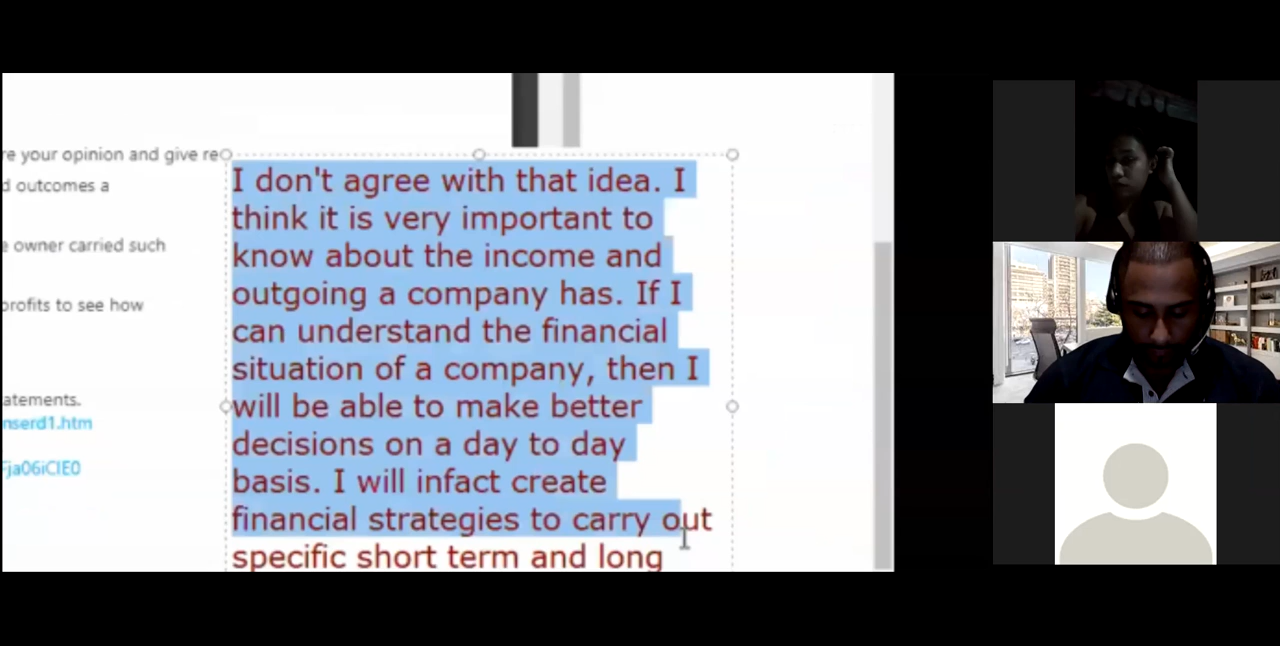 re your opinion and give re
d outcomes a
e owner carried such
profits to see how
atements.
nserd1.htm
Fja06iCIE0
I don't agree with that idea. I
think it is very important to
know about the income and
outgoing a company has. If I
can understand the financial
situation of a company, then I
will be able to make better
decisions on a day to day
basis. I will infact create
financial strategies to carry out
specific short term and long